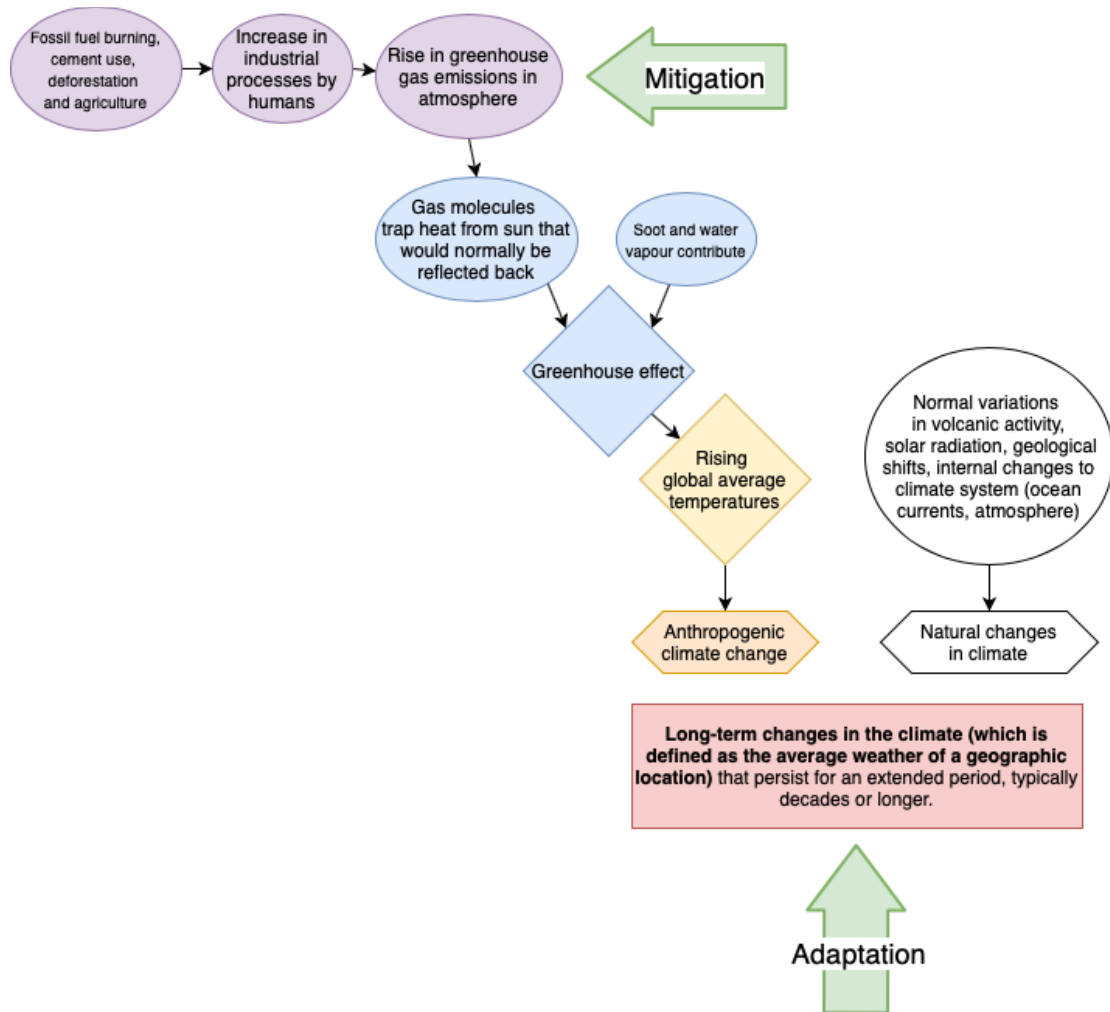 Fossil fuel burning,
cement use,
deforestation
and agriculture
Increase in
industrial
processes by
humans
Rise in greenhouse
gas emissions in
atmosphere
Mitigation
Gas molecules
trap heat from sun that
would normally be
reflected back
Soot and water
vapour contribute
Greenhouse effect
Rising
global average
temperatures
Normal variations
in volcanic activity,
solar radiation, geological
shifts, internal changes to
climate system (ocean
currents, atmosphere)
Anthropogenic
climate change
Natural changes
in climate
Long-term changes in the climate (which is
defined as the average weather of a geographic
location) that persist for an extended period, typically
decades or longer.
Adaptation